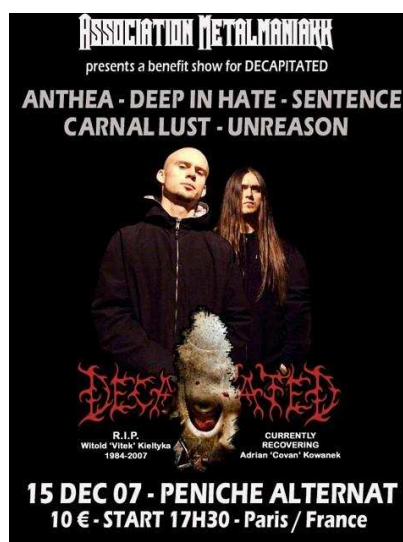 ASSOCIATION METALMANIAKK
presents a benefit show for DECAPITATED
ANTHEA - DEEP IN HATE - SENTENCE
CARNAL LUST - UNREASON
DECAPITATED
R.I.P.
Witold 'Vitek' Kieltyka
1984-2007
CURRENTLY
RECOVERING
Adrian 'Covan' Kowanek
15 DEC 07 - PENICHE ALTERNAT
10 € - START 17H30 - Paris / France